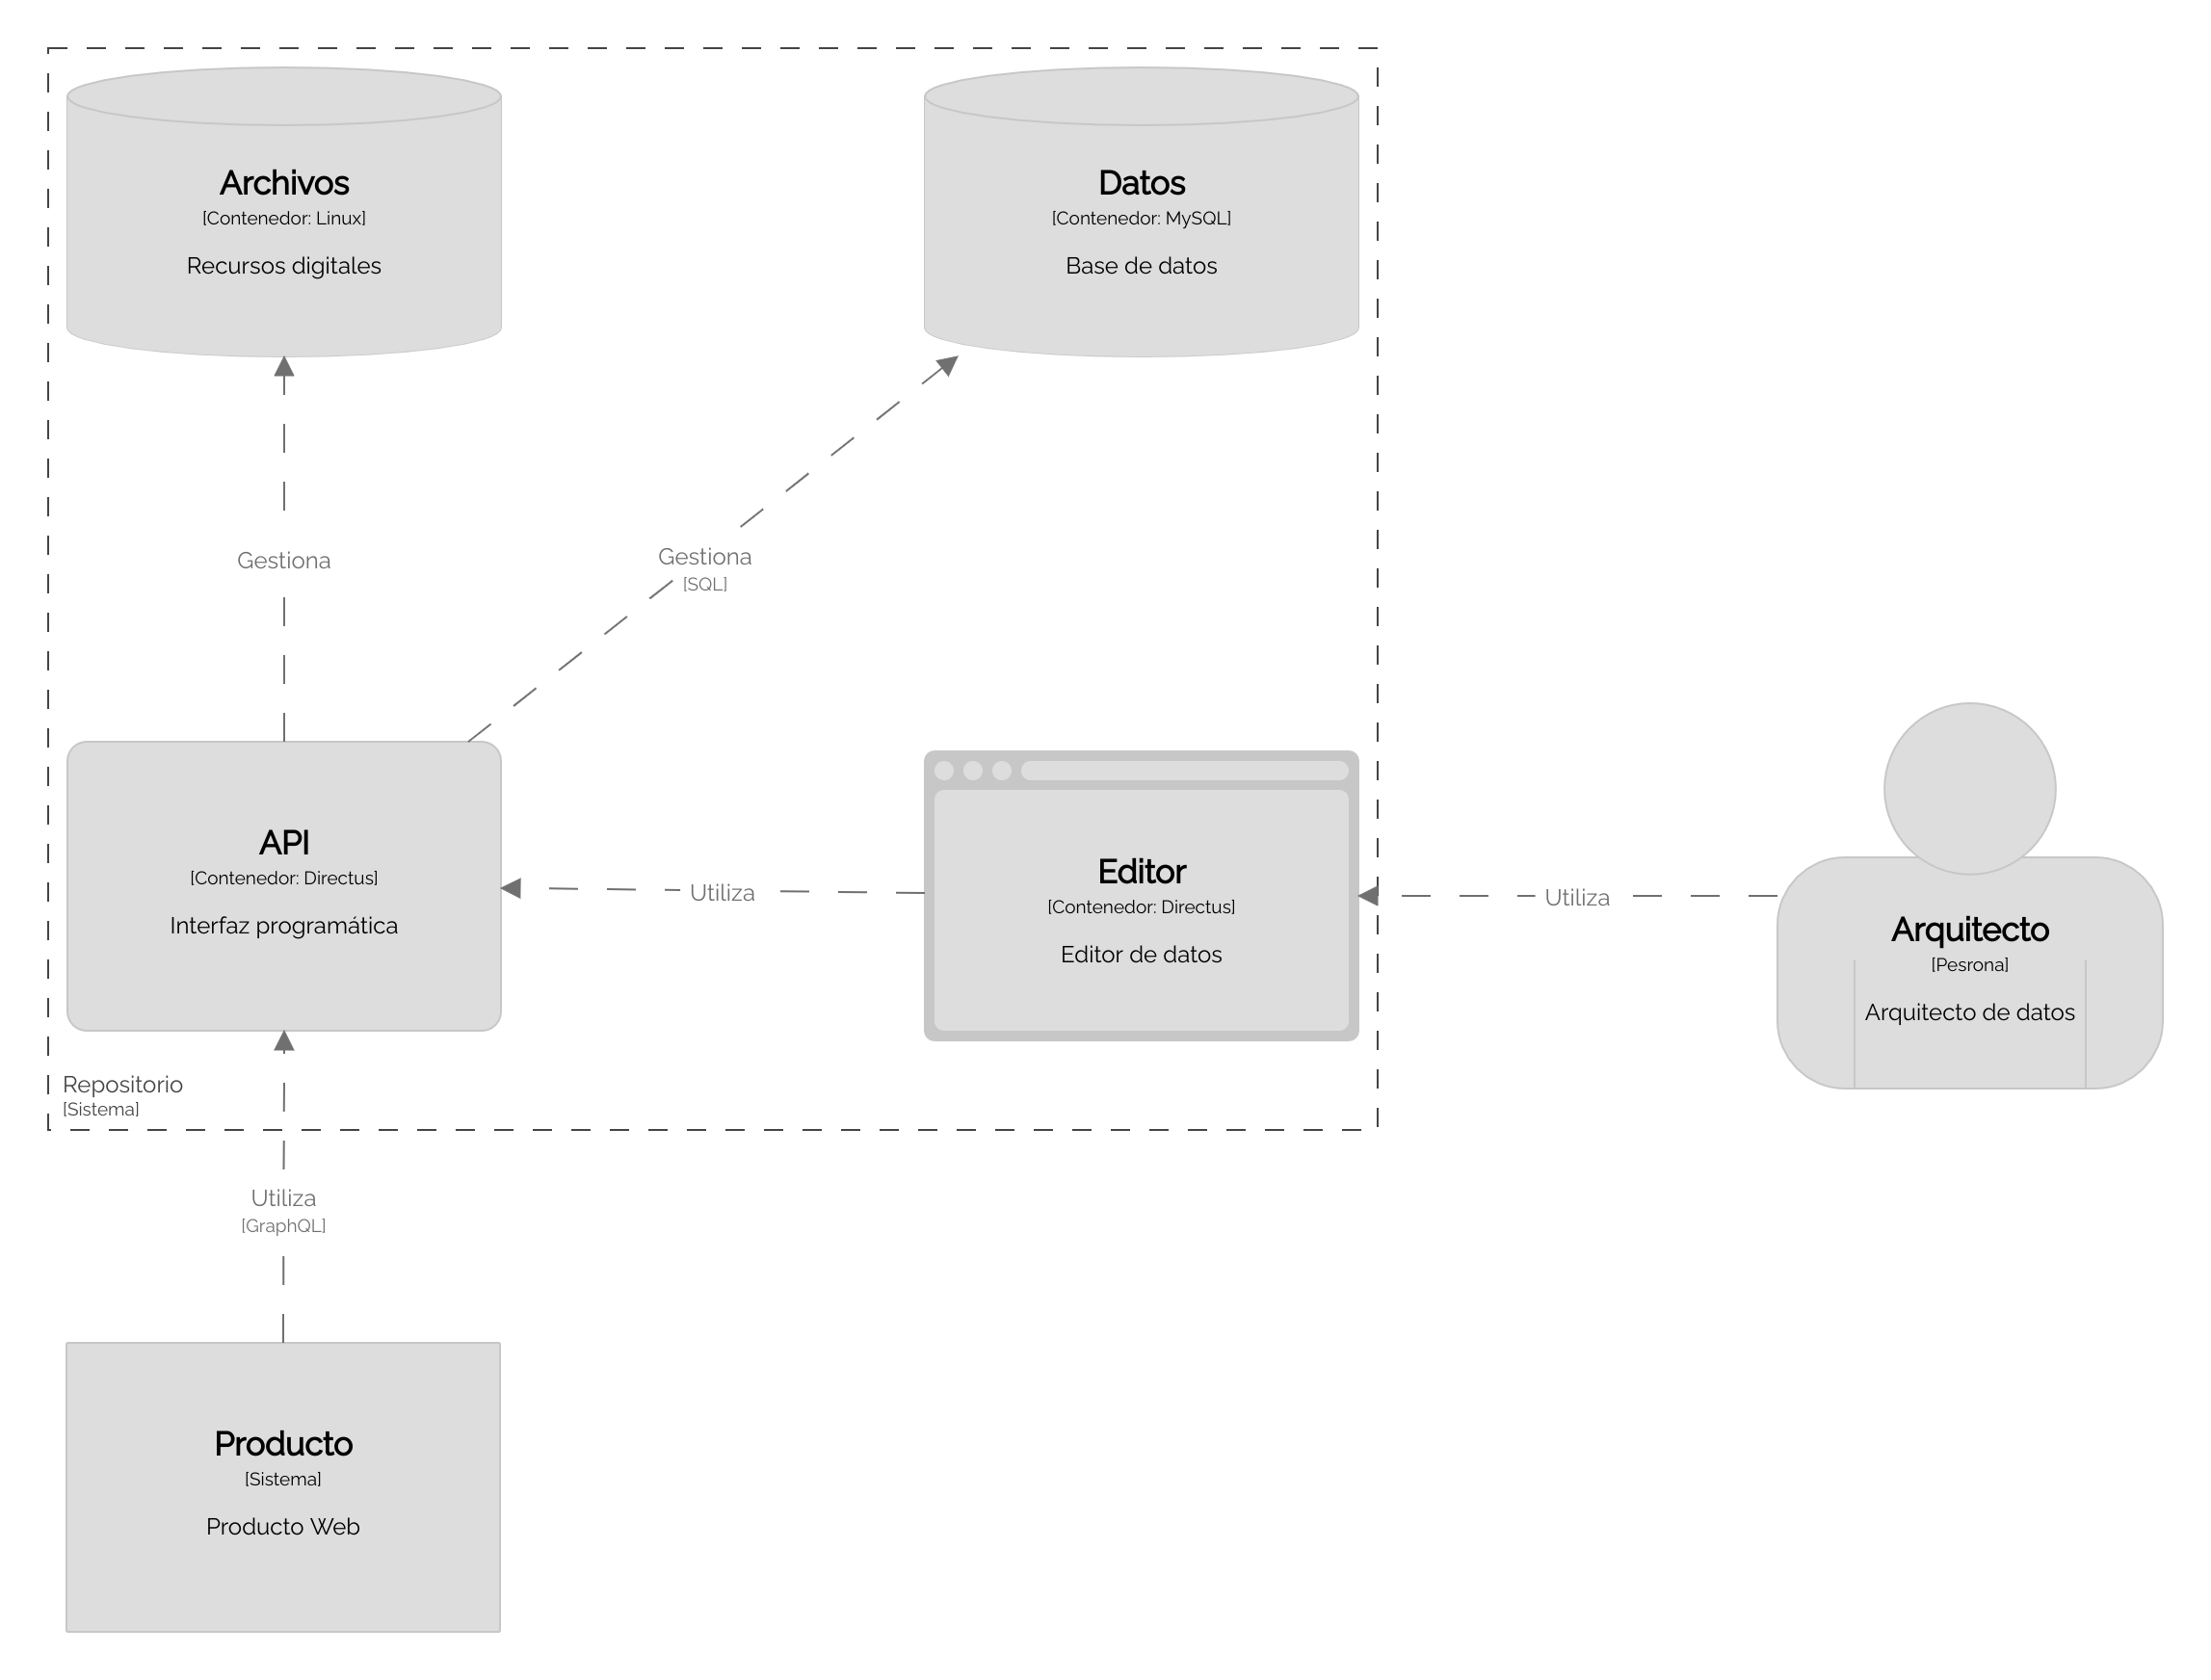 Archivos
[Contenedor: Linux]
Recursos digitales
Datos
[Contenedor: MySQL]
Base de datos
Gestiona
Gestiona
[SQL]
API
[Contenedor: Directus]
Interfaz programática
Utiliza
Editor
[Contenedor: Directus]
Editor de datos
Utiliza
Arquitecto
[Pesrona]
Arquitecto de datos
Repositorio
[Sistema]
Utiliza
[GraphQL]
Producto
[Sistema]
Producto Web